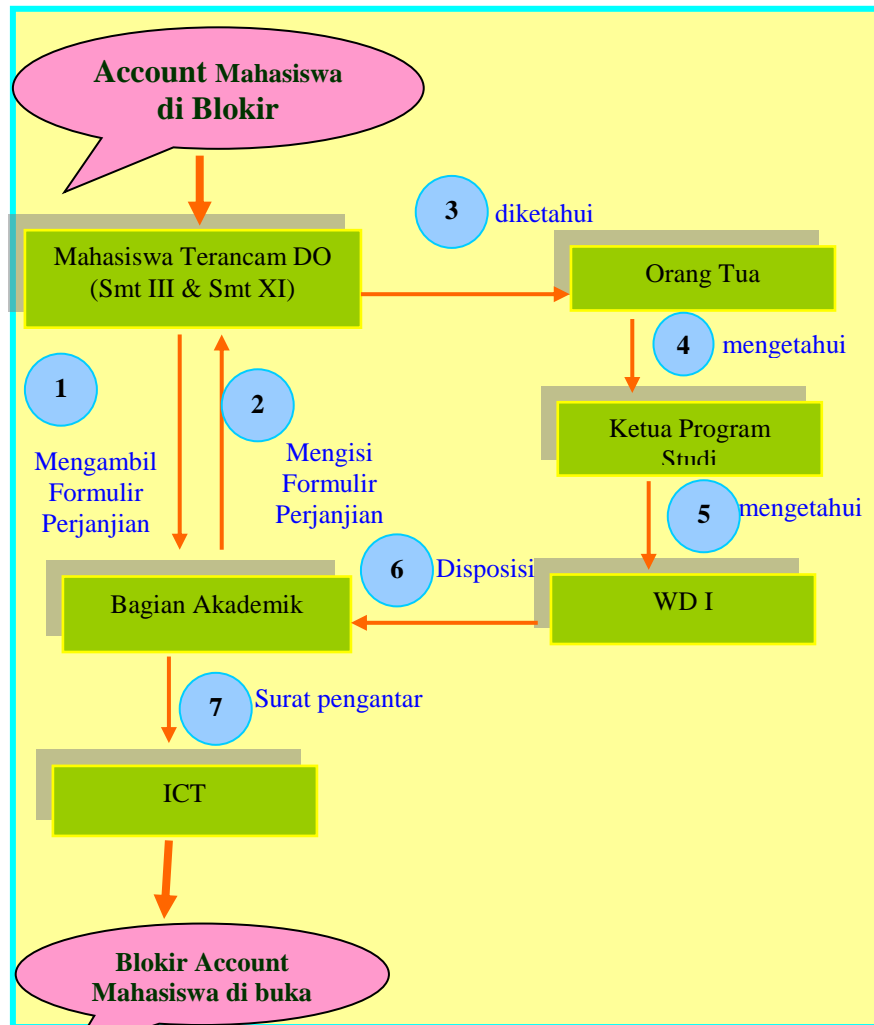 Account Mahasiswa
di Blokir
3
diketahui
Mahasiswa Terancam DO
(Smt III & Smt XI)
Orang Tua
4
mengetahui
1
2
Mengambil
Formulir
Perjanjian
Mengisi
Formulir
Perjanjian
Ketua Program
Studi
5
mengetahui
6
Disposisi
Bagian Akademik
WD I
7
Surat pengantar
ICT
Blokir Account
Mahasiswa di buka